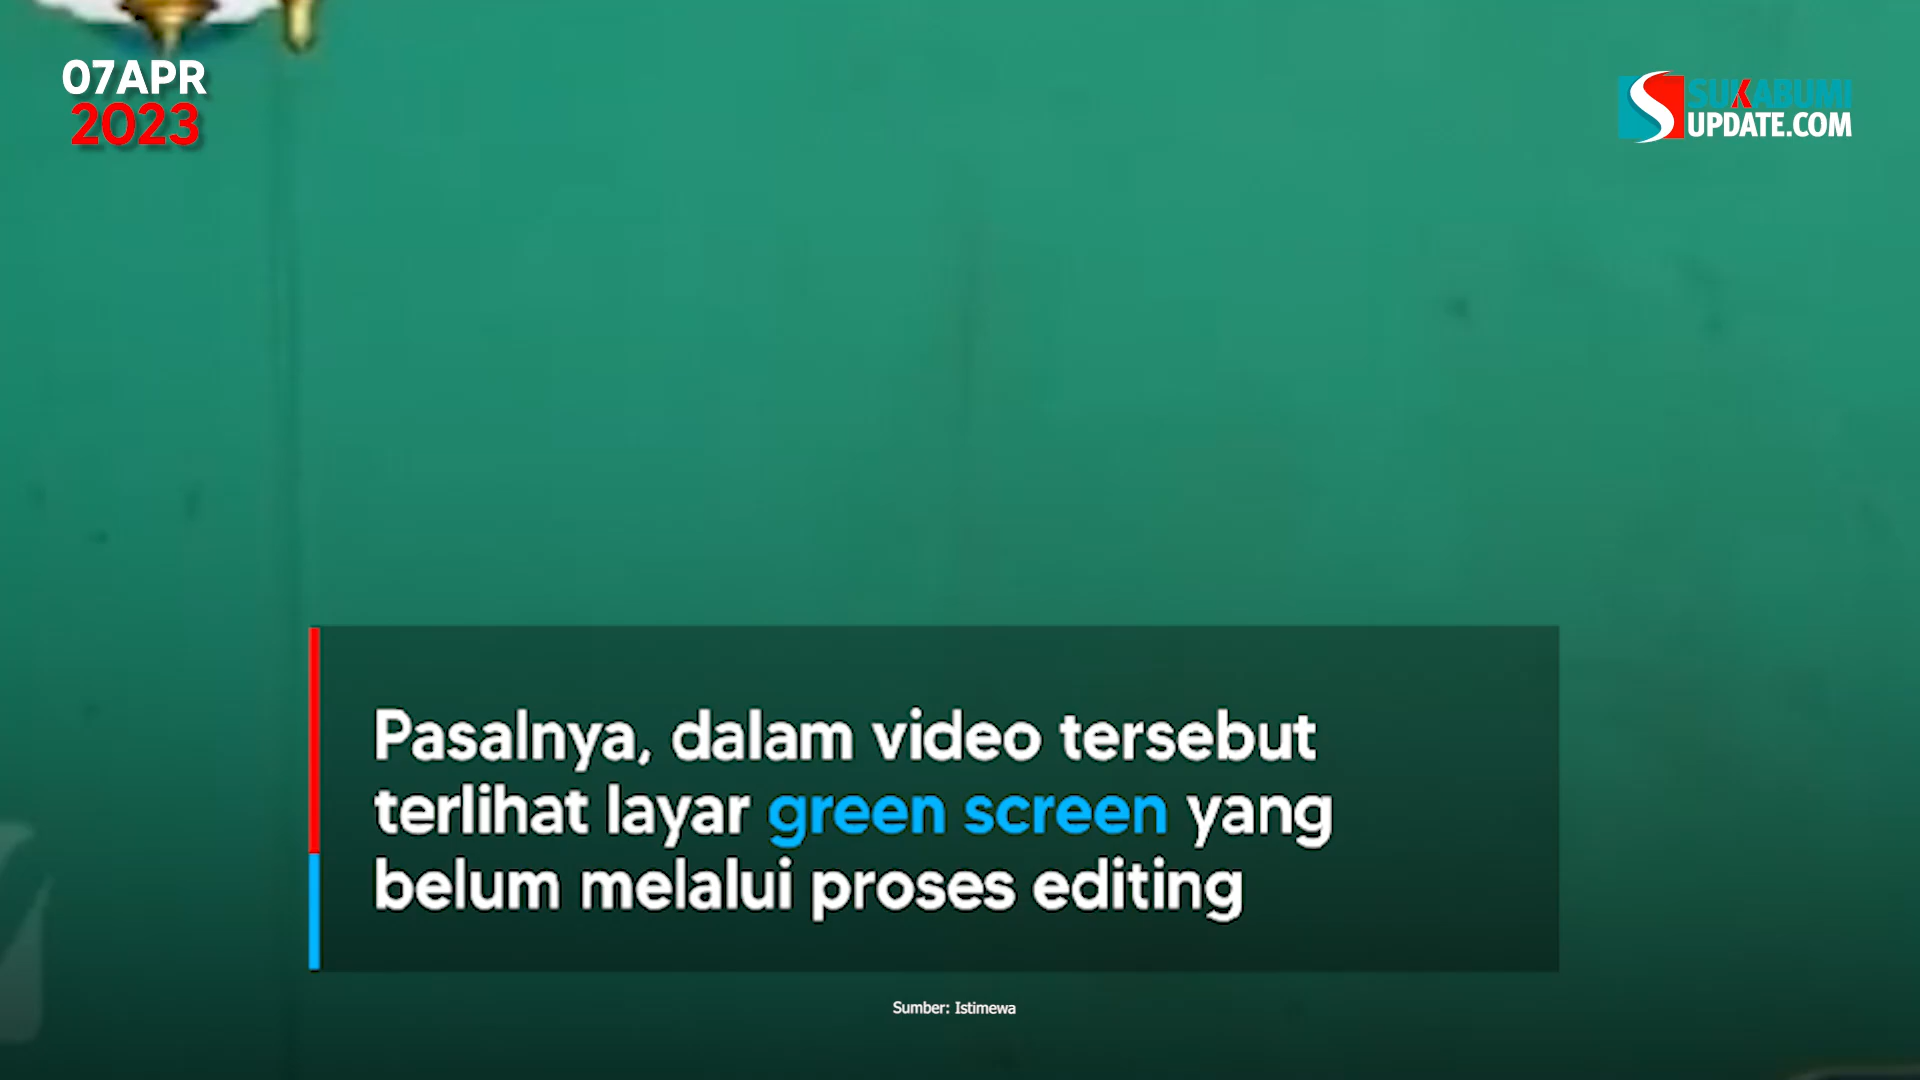 07APR
2023
SUKABUMI
UPDATE.COM
Pasalnya, dalam video tersebut
terlihat layar green screen yang
belum melalui proses editing
Sumber: Istimewa